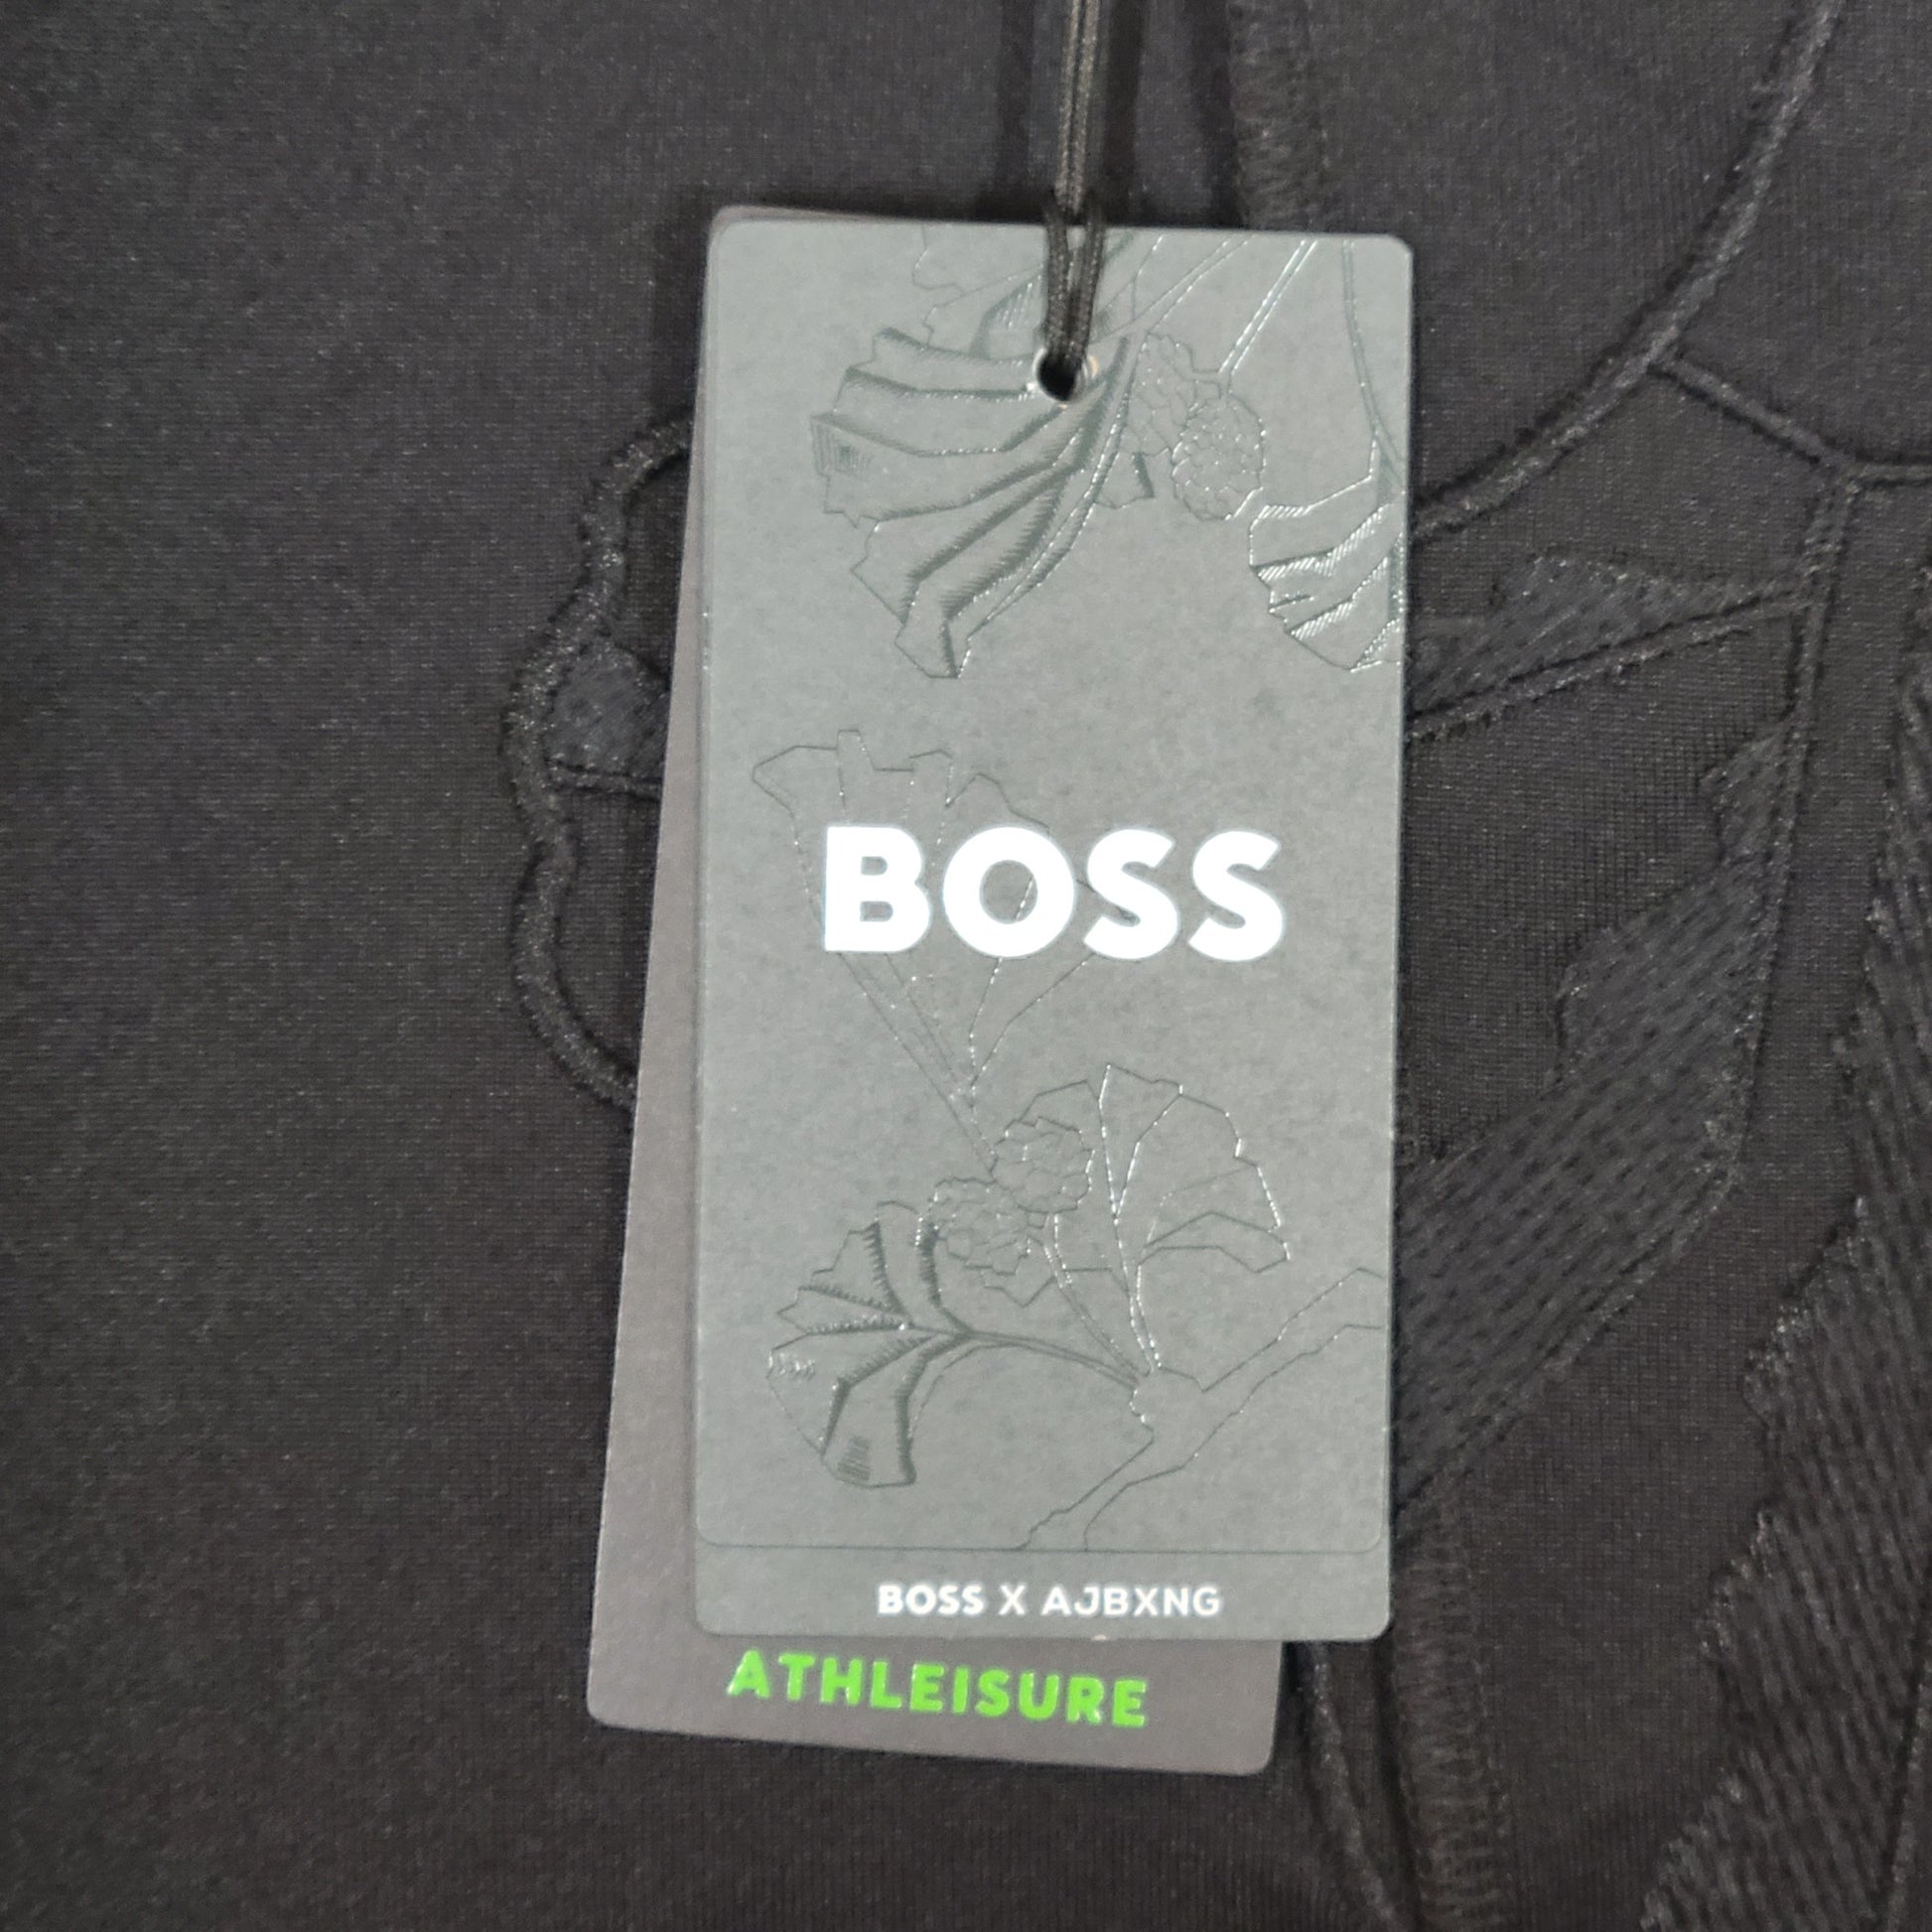 BOSS
BOSS X AJBXNG
ATHLEISURE